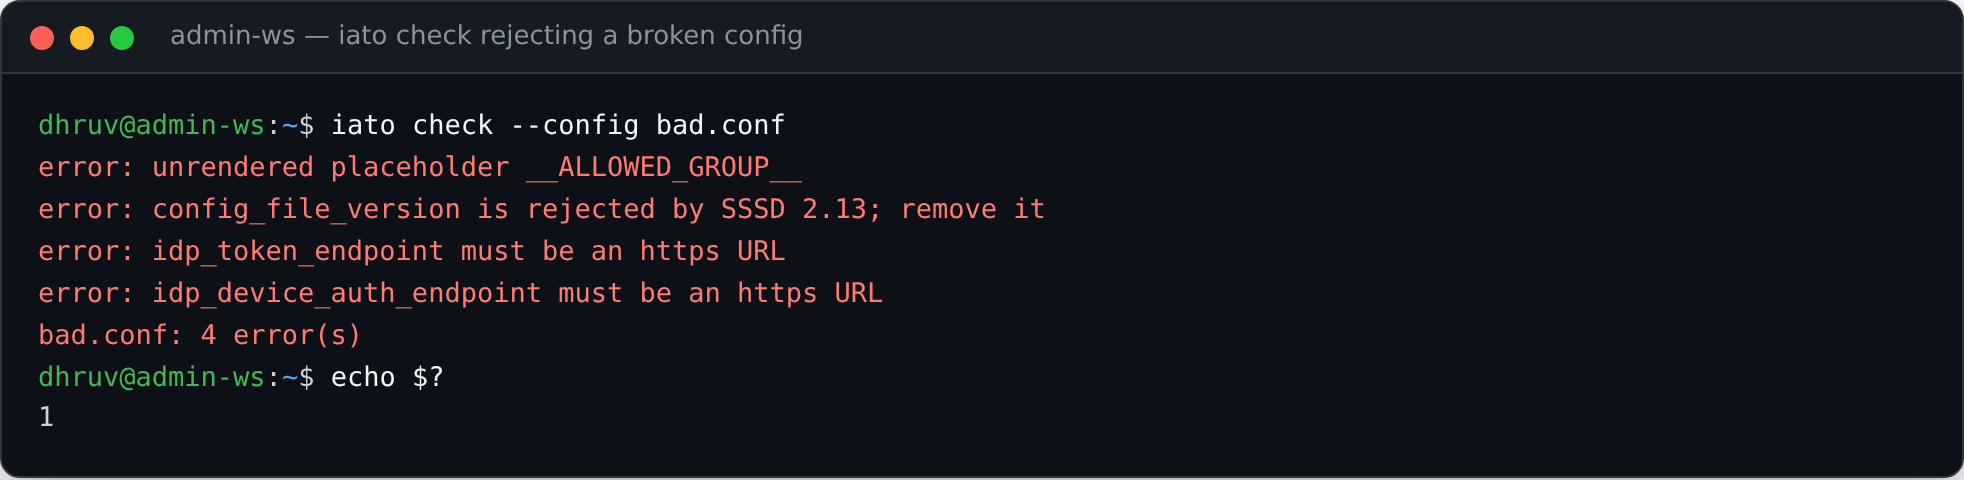 admin-ws — iato check rejecting a broken config
dhruv@admin-ws:~$ iato check --config bad.conf
error: unrendered placeholder __ALLOWED_GROUP__
error: config_file_version is rejected by SSSD 2.13; remove it
error: idp_token_endpoint must be an https URL
error: idp_device_auth_endpoint must be an https URL
bad.conf: 4 error(s)
dhruv@admin-ws:~$ echo $?
1